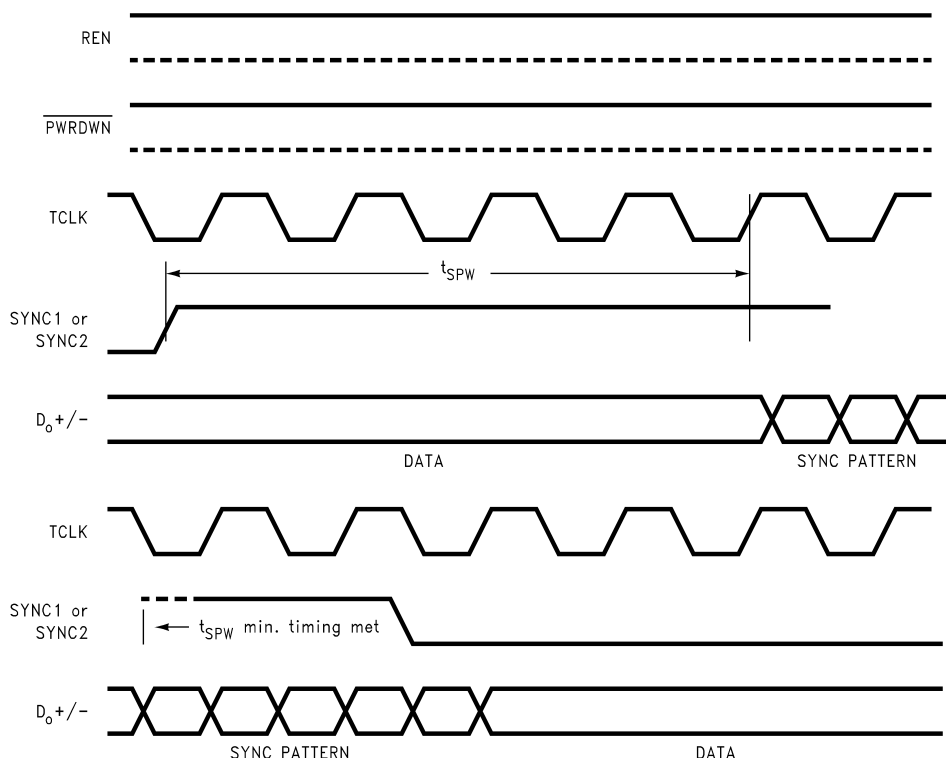 REN
PWRDWN
TCLK
tSPW
SYNC1 or
SYNC2
Do+/-
DATA
SYNC PATTERN
TCLK
SYNC1 or
SYNC2
tSPW min. timing met
Do+/-
SYNC PATTERN
DATA